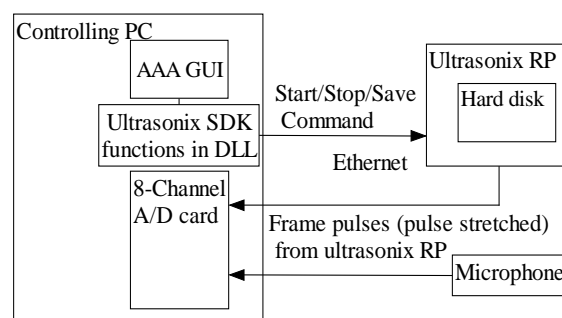 Controlling PC
AAA GUI
Ultrasonix SDK
functions in DLL
8-Channel
A/D card
Start/Stop/Save
Command
Ethernet
Ultrasonix RP
Hard disk
Frame pulses (pulse stretched)
from ultrasonix RP
Microphone